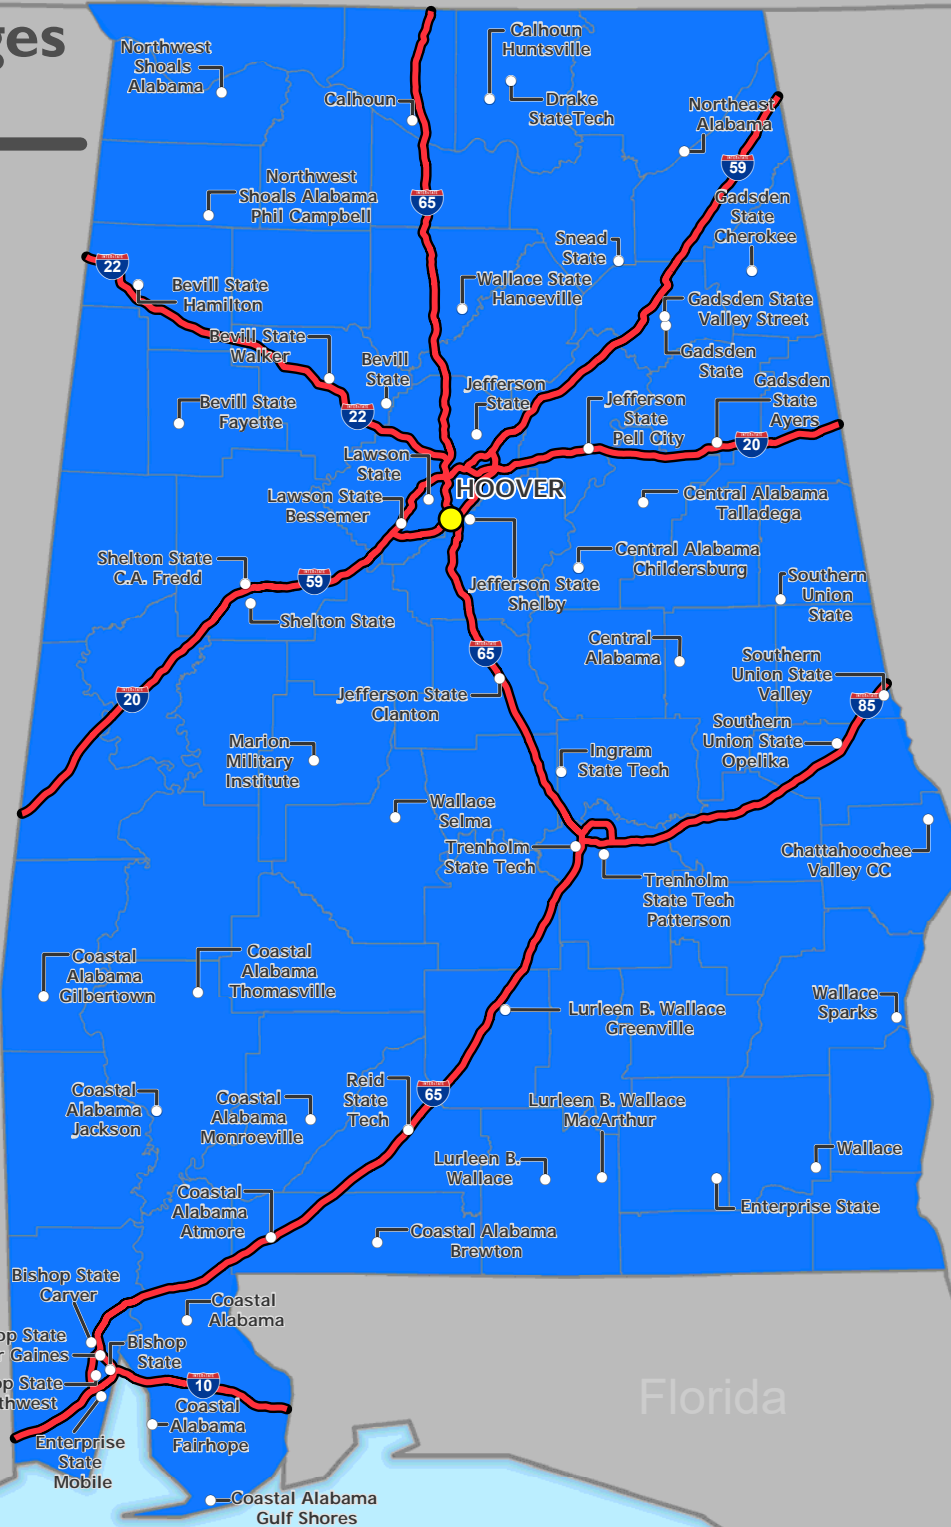 ges
Northwest
Shoals
Alabama
Calhoun
Huntsville
Calhoun
Drake
StateTech
Northeast
Alabama
59
Northwest
Shoals Alabama
Phil Campbell
65
Gadsden
State
Cherokee
Snead
State
22
Bevill State
Hamilton
Wallace State
Hanceville
Gadsden State
Valley Street
Bevill State
Walker
Bevill
State
Gadsden
State
Jefferson
State
Gadsden
State
Ayers
Bevill State
Fayette
22
Jefferson
State
Pell City
20
Lawson
State
HOOVER
Lawson State
Bessemer
Central Alabama
Talladega
Shelton State
C.A. Fredd
59
Central Alabama
Childersburg
Jefferson State
Shelby
Southern
Union
State
Shelton State
65
Central
Alabama
Southern
Union State
Valley
20
Jefferson State
Clanton
85
Southern
Union State
Opelika
Marion
Military
Institute
Ingram
State Tech
Wallace
Selma
Trenholm
State Tech
Chattahoochee
Valley CC
Trenholm
State Tech
Patterson
Coastal
Alabama
Gilbertown
Coastal
Alabama
Thomasville
Lurleen B. Wallace
Greenville
Wallace
Sparks
Coastal
Alabama
Jackson
Coastal
Alabama
Monroeville
Reid
State
Tech
65
Lurleen B. Wallace
MacArthur
Lurleen B.
Wallace
Wallace
Coastal
Alabama
Atmore
Enterprise State
Coastal Alabama
Brewton
Bishop State
Carver
Coastal
Alabama
op State
r Gaines
Bishop
State
op State
thwest
10
Coastal
Alabama
Fairhope
Florida
Enterprise
State
Mobile
Coastal Alabama
Gulf Shores